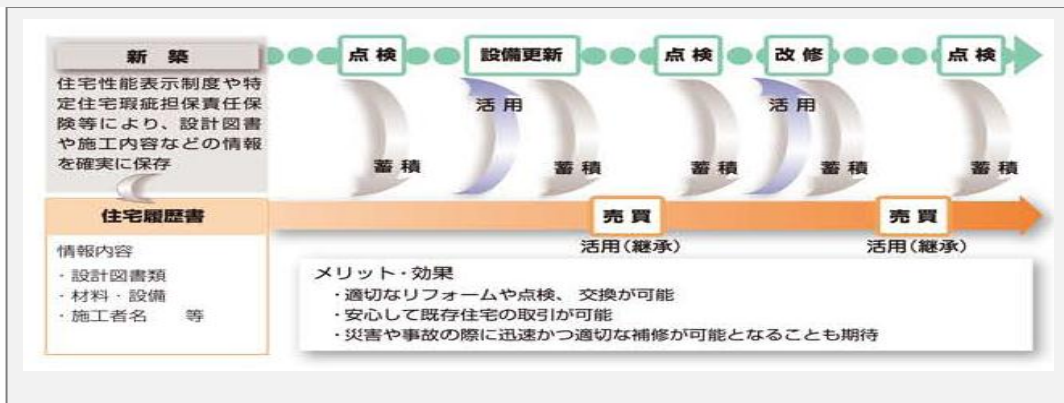 新 築
点 検
設備更新
点 検
改 修
点 検
住宅性能表示制度や特
定住宅瑕疵担保責任保
険等により、設計図書
や施工内容などの情報
を確実に保存
活 用
活 用
蓄 積
蓄 積
蓄 積
蓄 積
蓄 積
住宅履歴書
売 買
売 買
活用(継承)
活用(継承)
情報内容
・設計図書類
・材料・設備
・施工者名 等
メリット・効果
・適切なリフォームや点検、交換が可能
・安心して既存住宅の取引が可能
・災害や事故の際に迅速かつ適切な補修が可能となることも期待